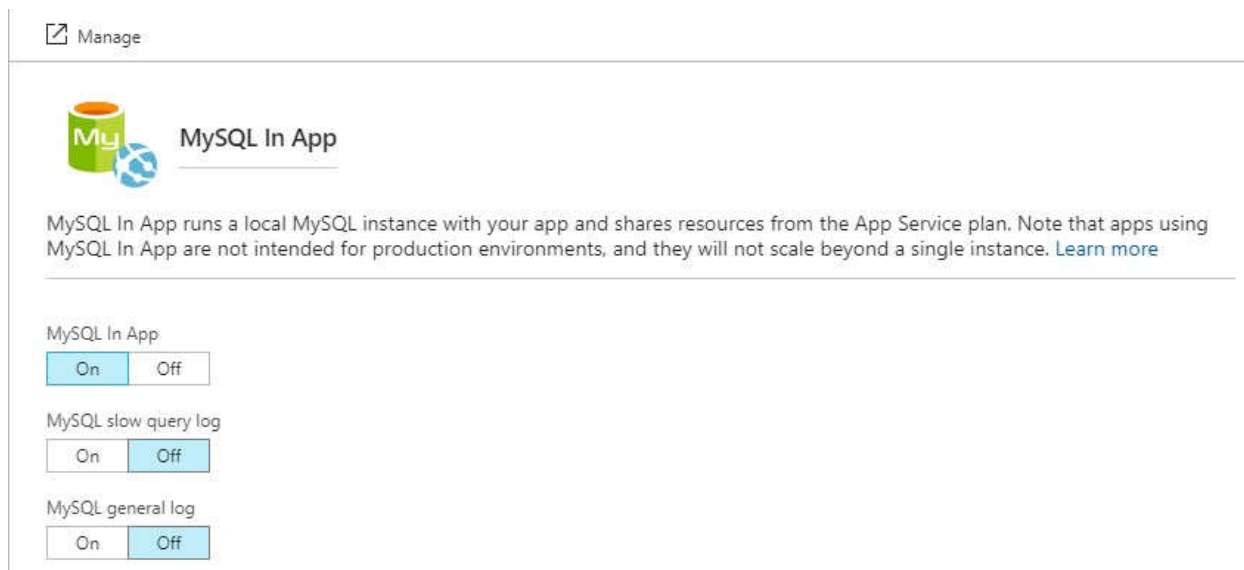 Manage
My
MySQL In App
MySQL In App runs a local MySQL instance with your app and shares resources from the App Service plan. Note that apps using
MySQL In App are not intended for production environments, and they will not scale beyond a single instance. Learn more
MySQL In App
On Off
MySQL slow query log
On Off
MySQL general log
On Off